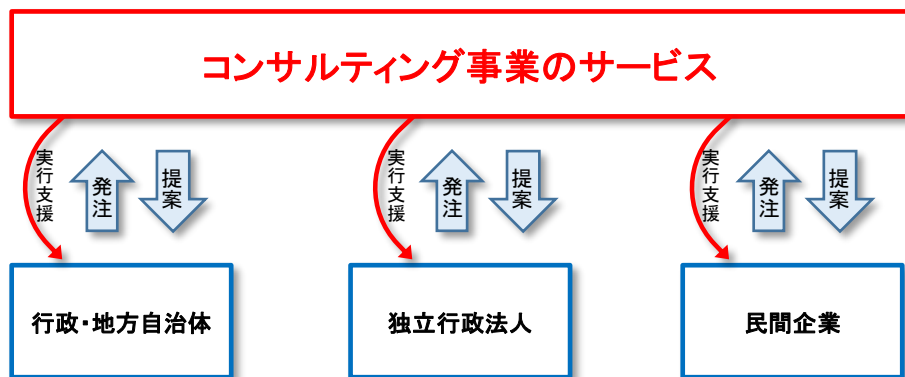 コンサルティング事業のサービス
実行支援
発注
提案
実行支援
発注
提案
実行支援
発注
提案
行政・地方自治体
独立行政法人
民間企業